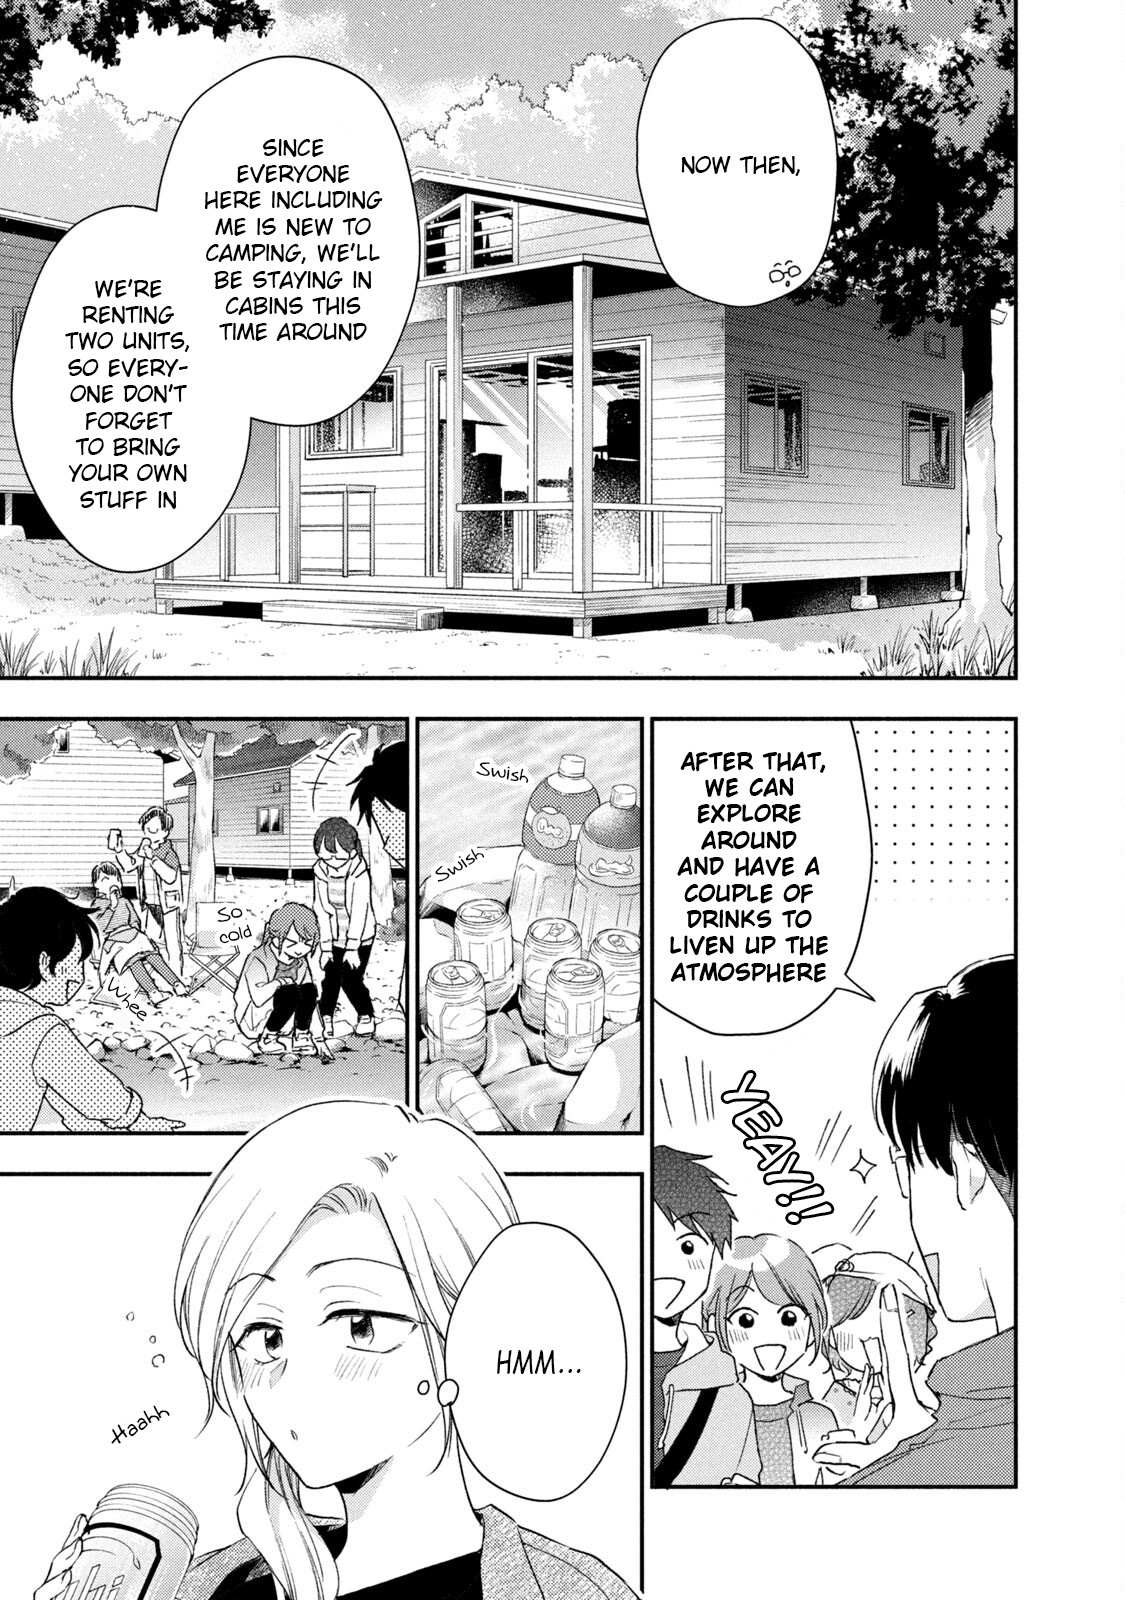 NOW THEN,
SINCE
EVERYONE
HERE INCLUDING
ME IS NEW TO
CAMPING, WE'LL
BE STAYING IN
CABINS THIS
TIME AROUND
WE'RE
RENTING
TWO UNITS,
SO EVERY-
ONE DON'T
FORGET
TO BRING
YOUR OWN
STUFF IN
AFTER THAT,
WE CAN
EXPLORE
AROUND
AND HAVE A
COUPLE OF
DRINKS TO
LIVEN UP THE
ATMOSPHERE
YEAY!!
Swish
Swish
So
cold
Whee
HMM...
Haahh